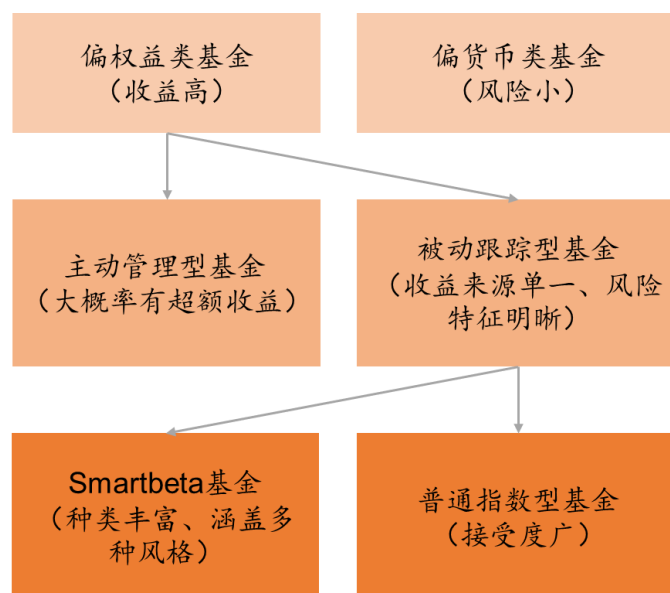 偏权益类基金
（收益高）
偏货币类基金
（风险小）
主动管理型基金
（大概率有超额收益）
被动跟踪型基金
（收益来源单一、风险
特征明晰）
Smartbeta基金
（种类丰富、涵盖多
种风格）
普通指数型基金
（接受度广）